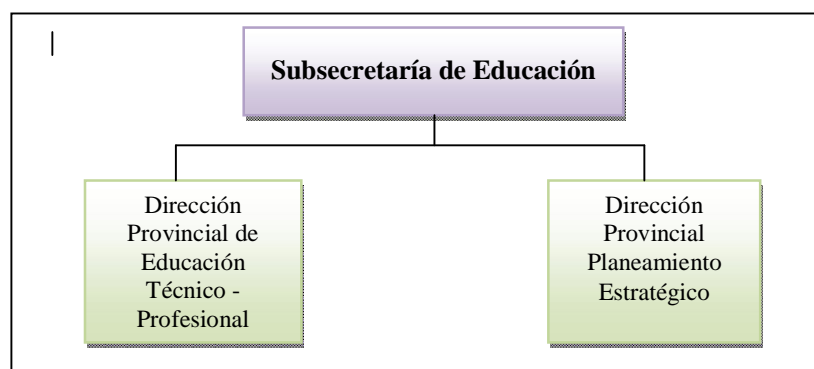 Subsecretaría de Educación
Dirección
Provincial de
Educación
Técnico -
Profesional
Dirección
Provincial
Planeamiento
Estratégico